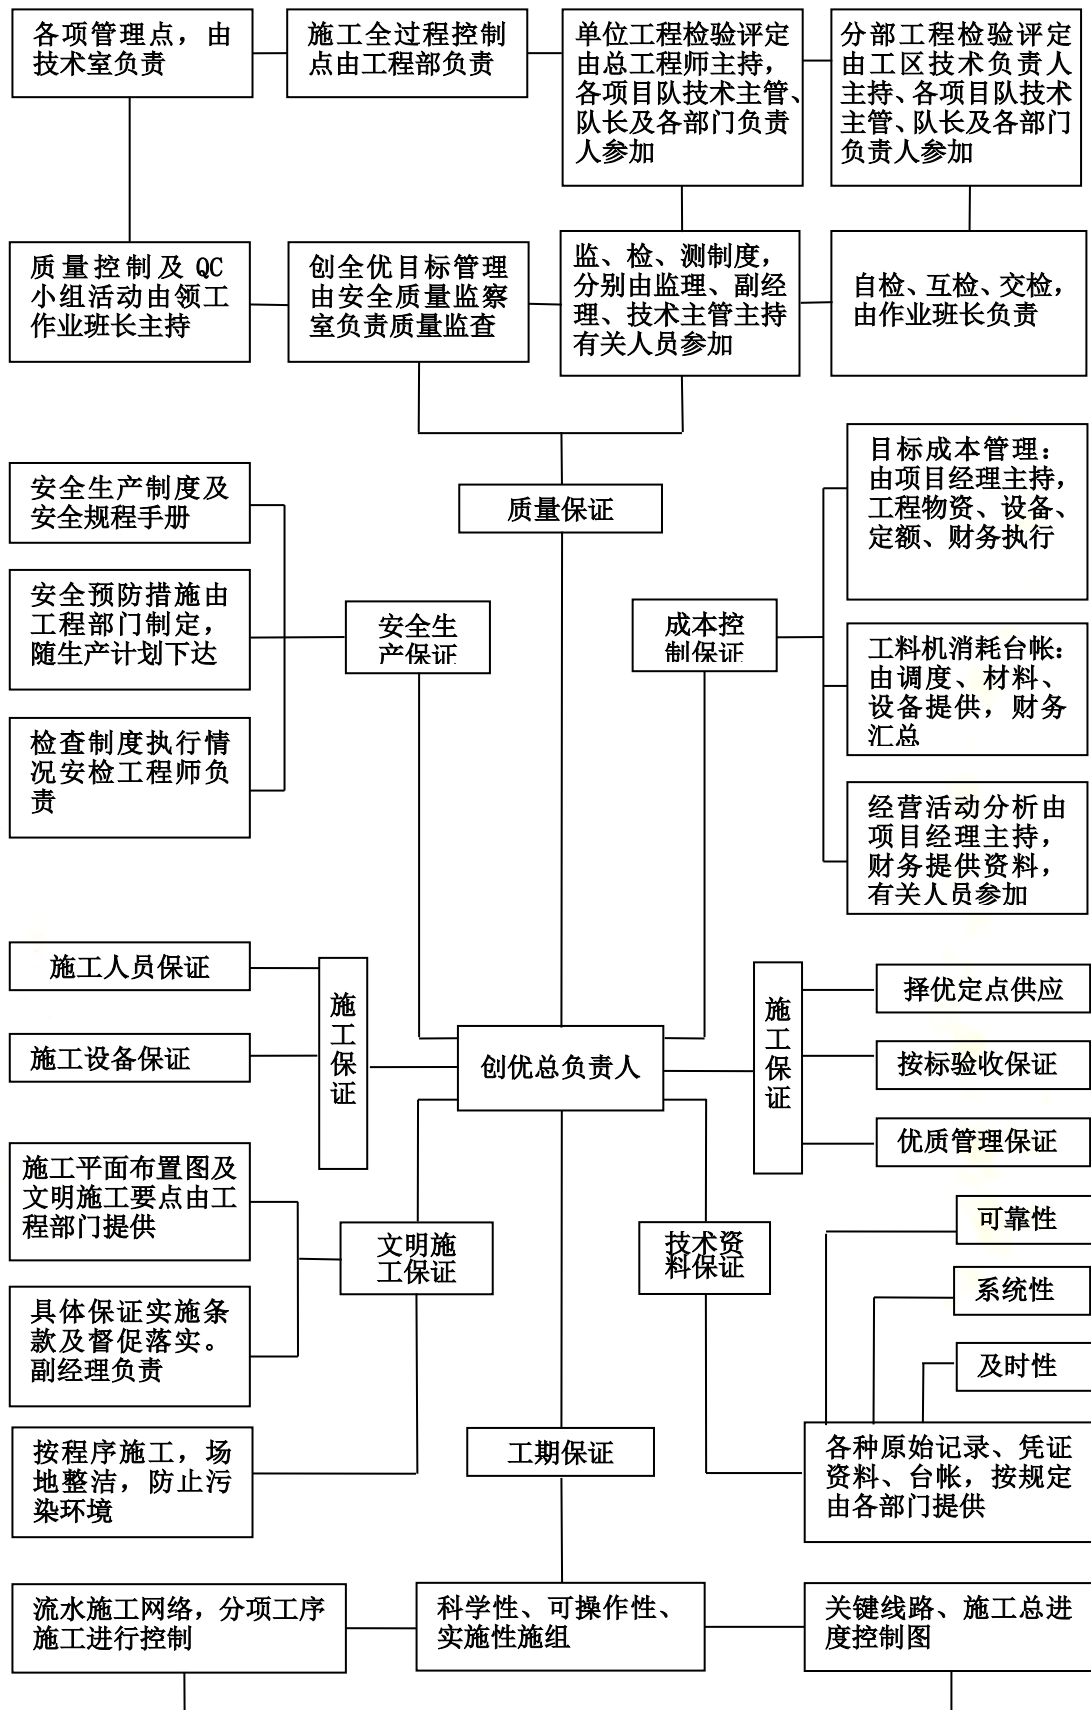 各项管理点，由
技术室负责
施工全过程控制
点由工程部负责
单位工程检验评定
由总工程师主持，
各项目队技术主管、
队长及各部门负责
人参加
分部工程检验评定
由工区技术负责人
主持、各项目队技术
主管、队长及各部门
负责人参加
质量控制及 QC
小组活动由领工
作业班长主持
创全优目标管理
由安全质量监察
室负责质量监查
监、检、测制度，
分别由监理、副经
理、技术主管主持
有关人员参加
自检、互检、交检，
由作业班长负责
质量保证
安全生产制度及
安全规程手册
安全预防措施由
工程部门制定，
随生产计划下达
检查制度执行情
况安检工程师负
责
安全生
产保证
成本控
制保证
目标成本管理：
由项目经理主持，
工程物资、设备、
定额、财务执行
工料机消耗台帐：
由调度、材料、
设备提供，财务
汇总
经营活动分析由
项目经理主持，
财务提供资料，
有关人员参加
施工人员保证
施工设备保证
施工保证
创优总负责人
施工保证
择优定点供应
按标验收保证
优质管理保证
施工平面布置图及
文明施工要点由工
程部门提供
具体保证实施条
款及督促落实。
副经理负责
按程序施工，场
地整洁，防止污
染环境
文明施
工保证
技术资
料保证
可靠性
系统性
及时性
各种原始记录、凭证
资料、台帐，按规定
由各部门提供
工期保证
流水施工网络，分项工序
施工进行控制
科学性、可操作性、
实施性施组
关键线路、施工总进
度控制图